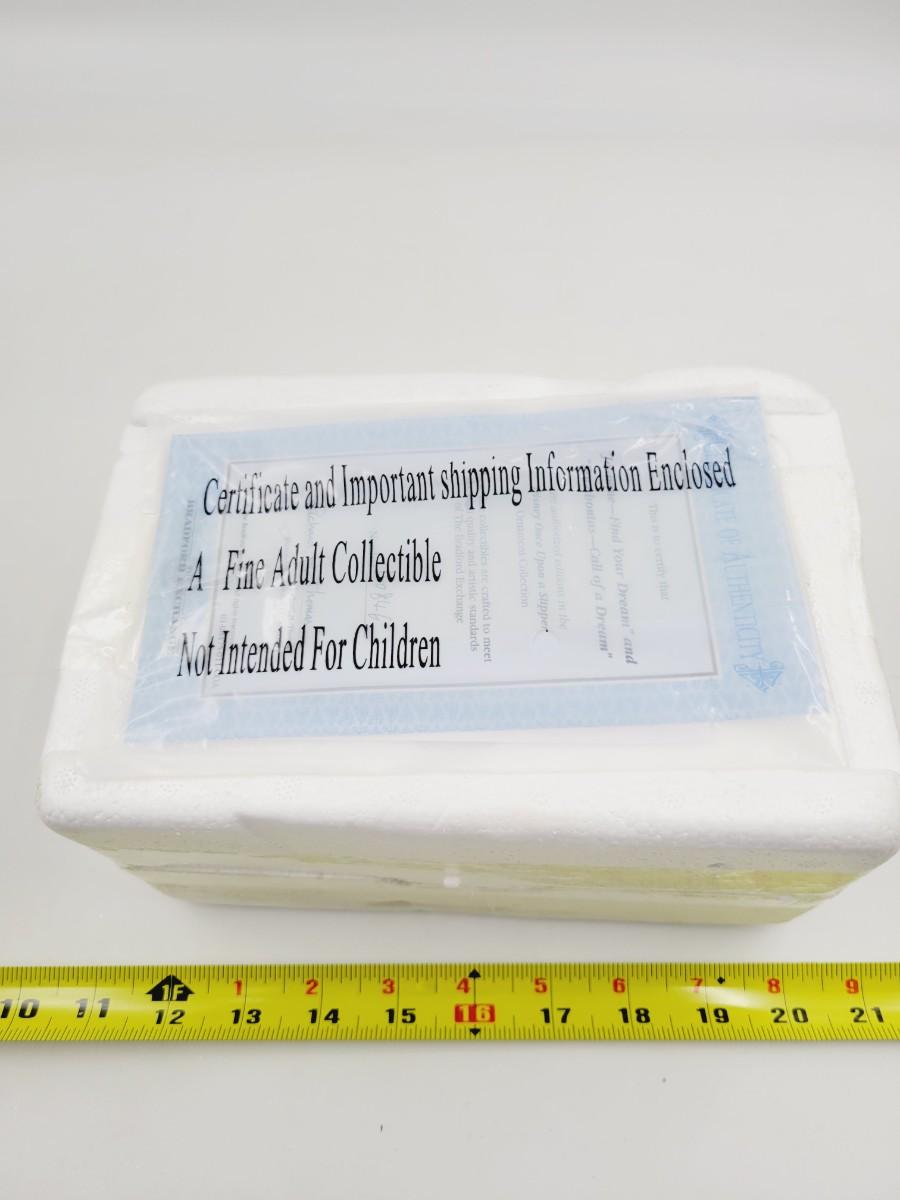 Certificate and Important shipping Information Enclosed
A Fine Adult Collectible
Not Intended For Children
OF AUTHENTICITY
This is to certify that
Find Your Dream" and
Call of a Dream"
Once Upon a Slipper
Ornament Collection
collectibles are crafted to meet
quality and artistic standards
of The Bradford Exchange
BRADFORD EXCHANGE
1F 1 2 3 4 5 6 7 8 9
10 11 12 13 14 15 16 17 18 19 20 21